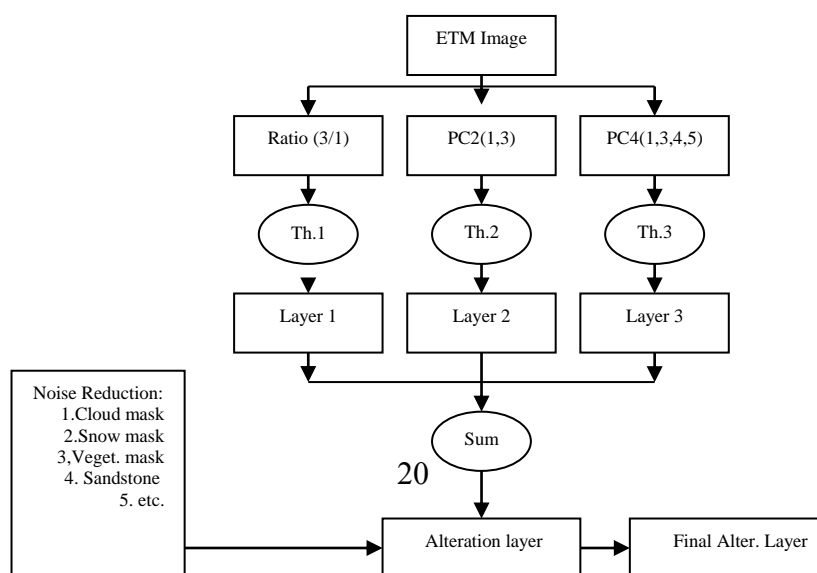 ETM Image
Ratio (3/1)
PC2(1,3)
PC4(1,3,4,5)
Th.1
Th.2
Th.3
Layer 1
Layer 2
Layer 3
Noise Reduction:
1.Cloud mask
2.Snow mask
3,Veget. mask
4. Sandstone
5. etc.
Sum
20
Alteration layer
Final Alter. Layer